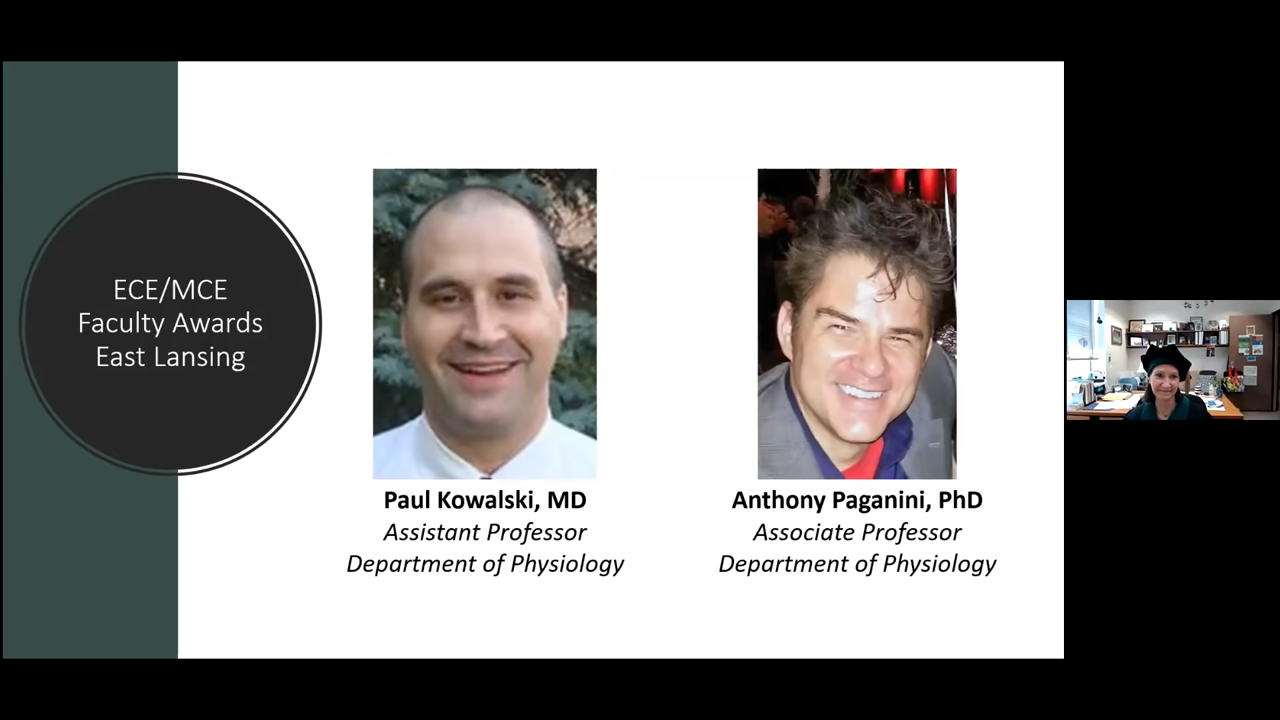 ECE/MCE
Faculty Awards
East Lansing
Paul Kowalski, MD
Assistant Professor
Department of Physiology
Anthony Paganini, PhD
Associate Professor
Department of Physiology